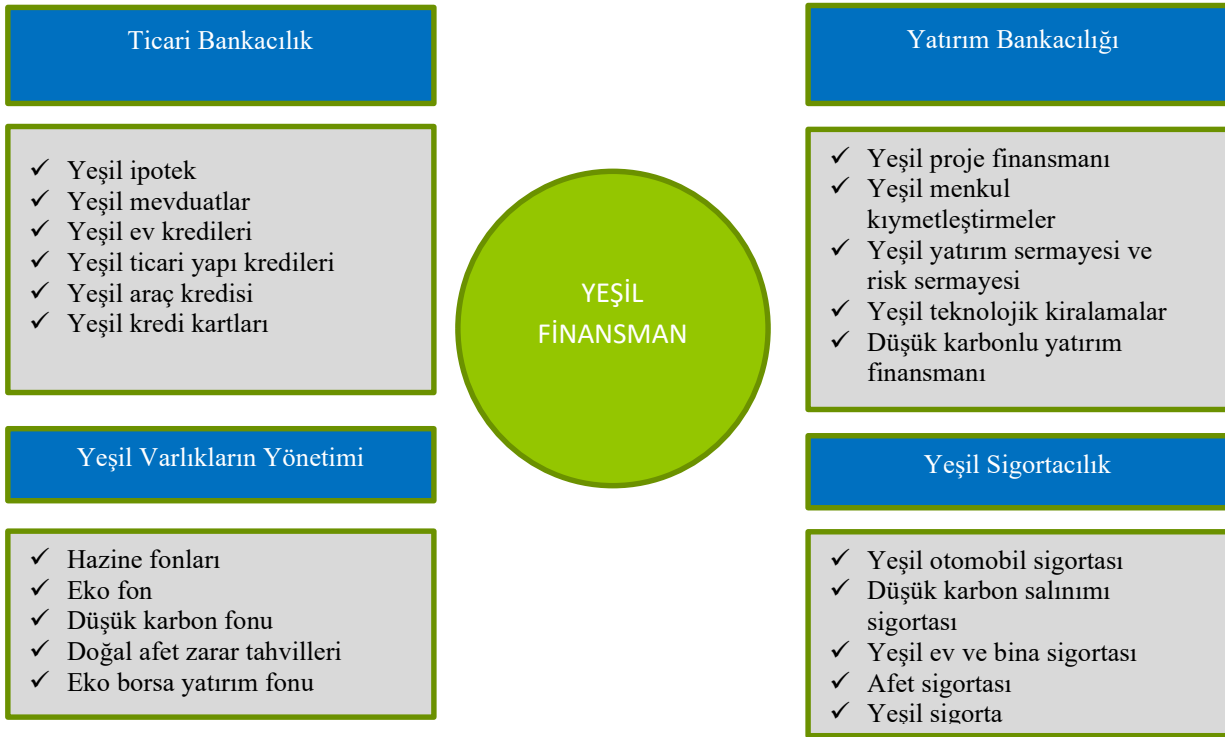 Ticari Bankacılık
✓ Yeşil ipotek
✓ Yeşil mevduatlar
✓ Yeşil ev kredileri
✓ Yeşil ticari yapı kredileri
✓ Yeşil araç kredisi
✓ Yeşil kredi kartları
Yatırım Bankacılığı
✓ Yeşil proje finansmanı
✓ Yeşil menkul
kıymetleştirmeler
✓ Yeşil yatırım sermayesi ve
risk sermayesi
✓ Yeşil teknolojik kiralamalar
✓ Düşük karbonlu yatırım
finansmanı
YEŞİL
FİNANSMAN
Yeşil Varlıkların Yönetimi
✓ Hazine fonları
✓ Eko fon
✓ Düşük karbon fonu
✓ Doğal afet zarar tahvilleri
✓ Eko borsa yatırım fonu
Yeşil Sigortacılık
✓ Yeşil otomobil sigortası
✓ Düşük karbon salınımı
sigortası
✓ Yeşil ev ve bina sigortası
✓ Afet sigortası
✓ Yeşil sigorta